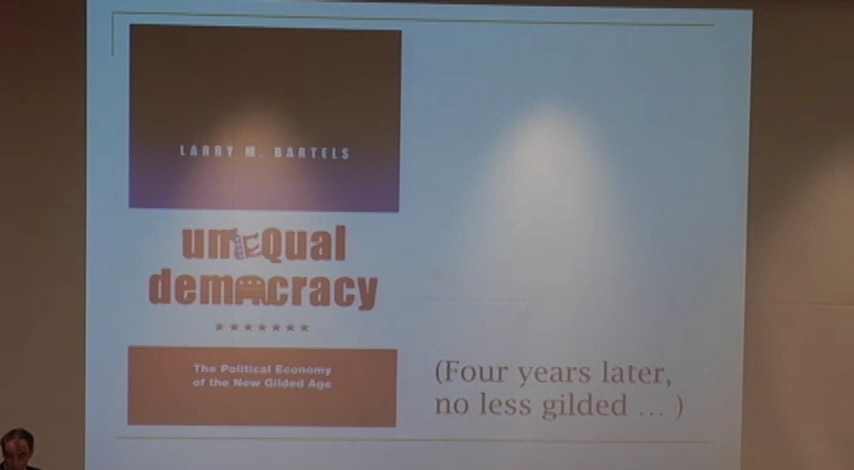 LARRY M. BARTELS
unEQual
democracy
★★★★★★★
The Political Economy
of the New Gilded Age
(Four years later,
no less gilded ... )